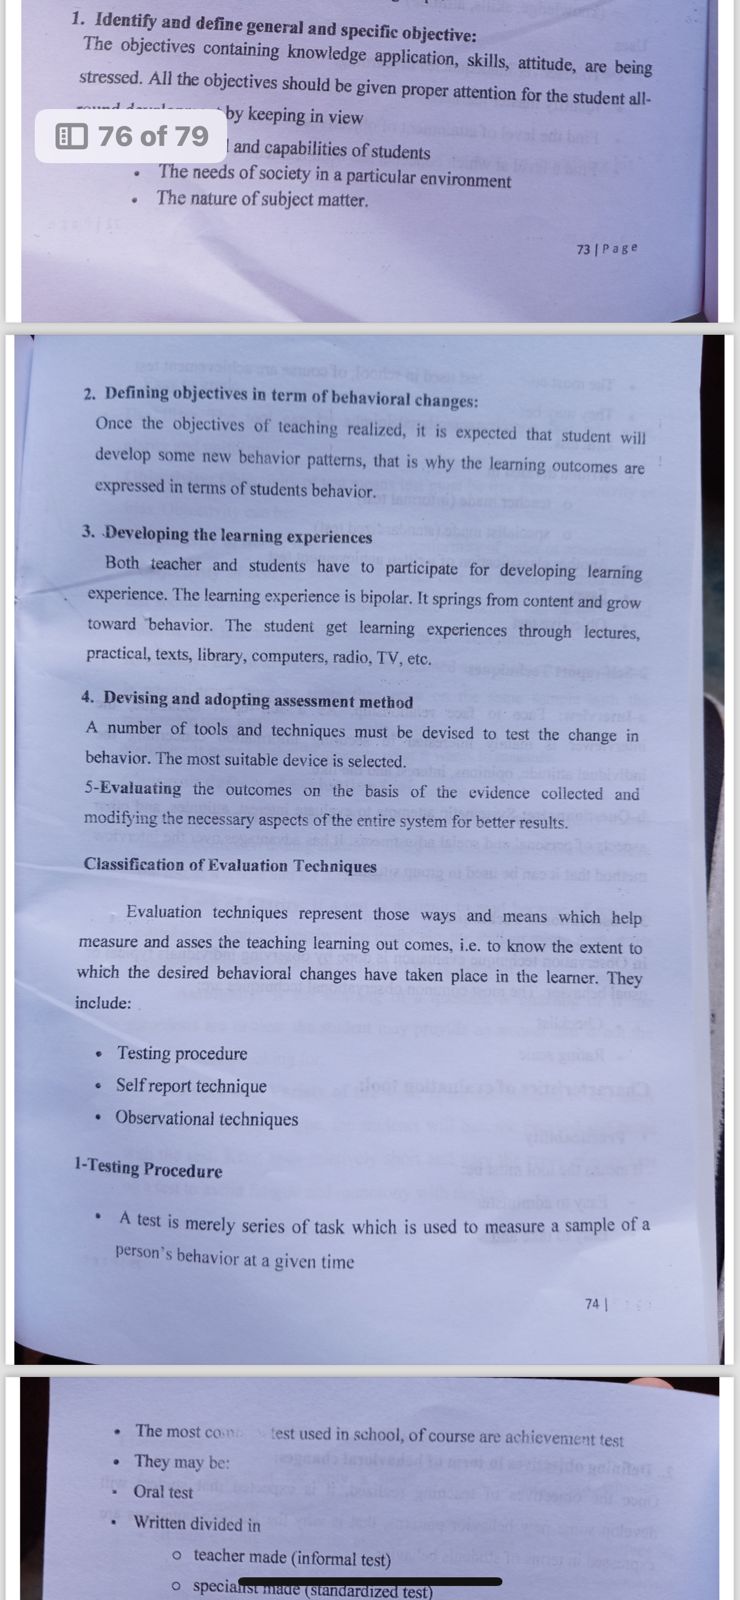 1. Identify and define general and specific objective:
The objectives containing knowledge application, skills, attitude, are being
stressed. All the objectives should be given proper attention for the student all-
by keeping in view
76 of 79
and capabilities of students
• The needs of society in a particular environment
• The nature of subject matter.
73 | Page
2. Defining objectives in term of behavioral changes:
Once the objectives of teaching realized, it is expected that student will
develop some new behavior patterns, that is why the learning outcomes are
expressed in terms of students behavior.
3. Developing the learning experiences
Both teacher and students have to participate for developing learning
experience. The learning experience is bipolar. It springs from content and grow
toward behavior. The student get learning experiences through lectures,
practical, texts, library, computers, radio, TV, etc.
4. Devising and adopting assessment method
A number of tools and techniques must be devised to test the change in
behavior. The most suitable device is selected.
5-Evaluating the outcomes on the basis of the evidence collected and
modifying the necessary aspects of the entire system for better results.
Classification of Evaluation Techniques
Evaluation techniques represent those ways and means which help
measure and asses the teaching learning out comes, i.e. to know the extent to
which the desired behavioral changes have taken place in the learner. They
include:
• Testing procedure
• Self report technique
• Observational techniques
1-Testing Procedure
• A test is merely series of task which is used to measure a sample of a
person's behavior at a given time
74 |
• The most test used in school, of course are achievement test
• They may be:
• Oral test
• Written divided in
o teacher made (informal test)
o specialist made (standardized test)